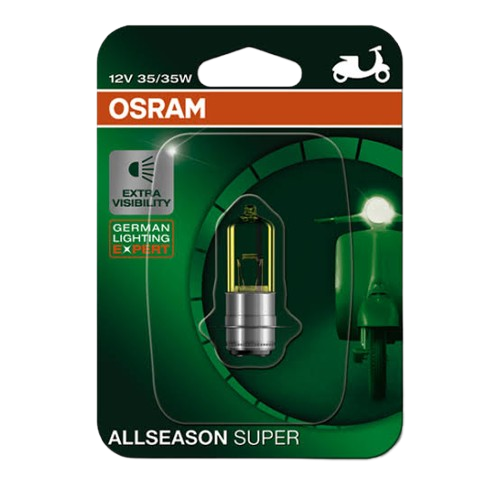 12V 35/35W
OSRAM
EXTRA
VISIBILITY
GERMAN
LIGHTING
EXPERT
ALLSEASON SUPER